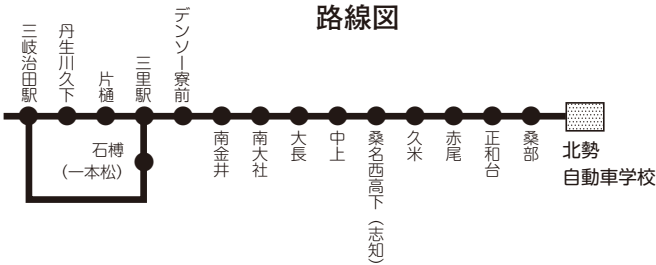 路線図
三岐治田駅
丹生川久下
片樋
三里駅
デンソー寮前
石榑
（一本松）
南金井
南大社
大長
中上
桑名西高下（志知）
久米
赤尾
正和台
桑部
北勢
自動車学校